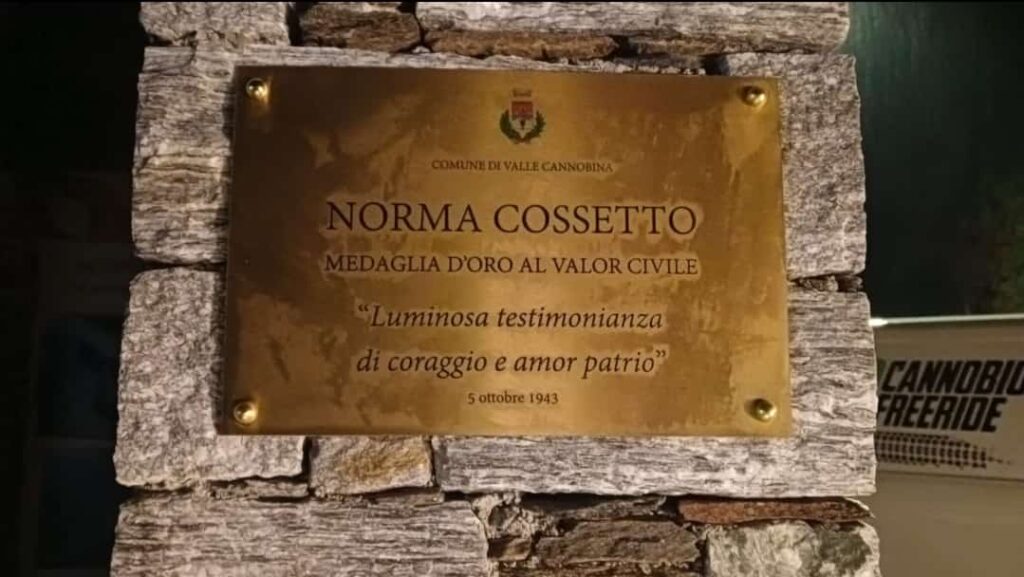 COMUNE DI VALLE CANNOBINA
NORMA COSSETTO
MEDAGLIA D'ORO AL VALOR CIVILE
“Luminosa testimonianza
di coraggio e amor patrio”
5 ottobre 1943
CANNOBIO
FREERIDE